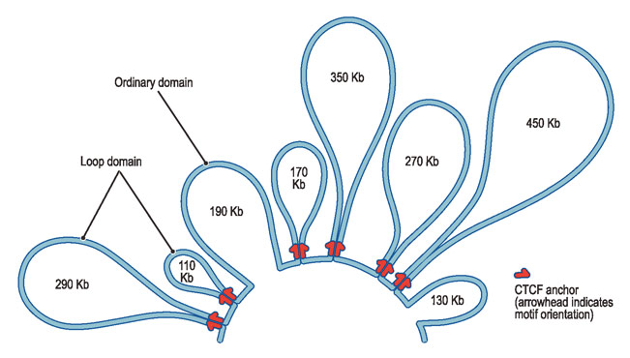 350 Kb
Ordinary domain
450 Kb
Loop domain
170
Kb
270 Kb
190 Kb
110
Kb
290 Kb
130 Kb
CTCF anchor
(arrowhead indicates
motif orientation)